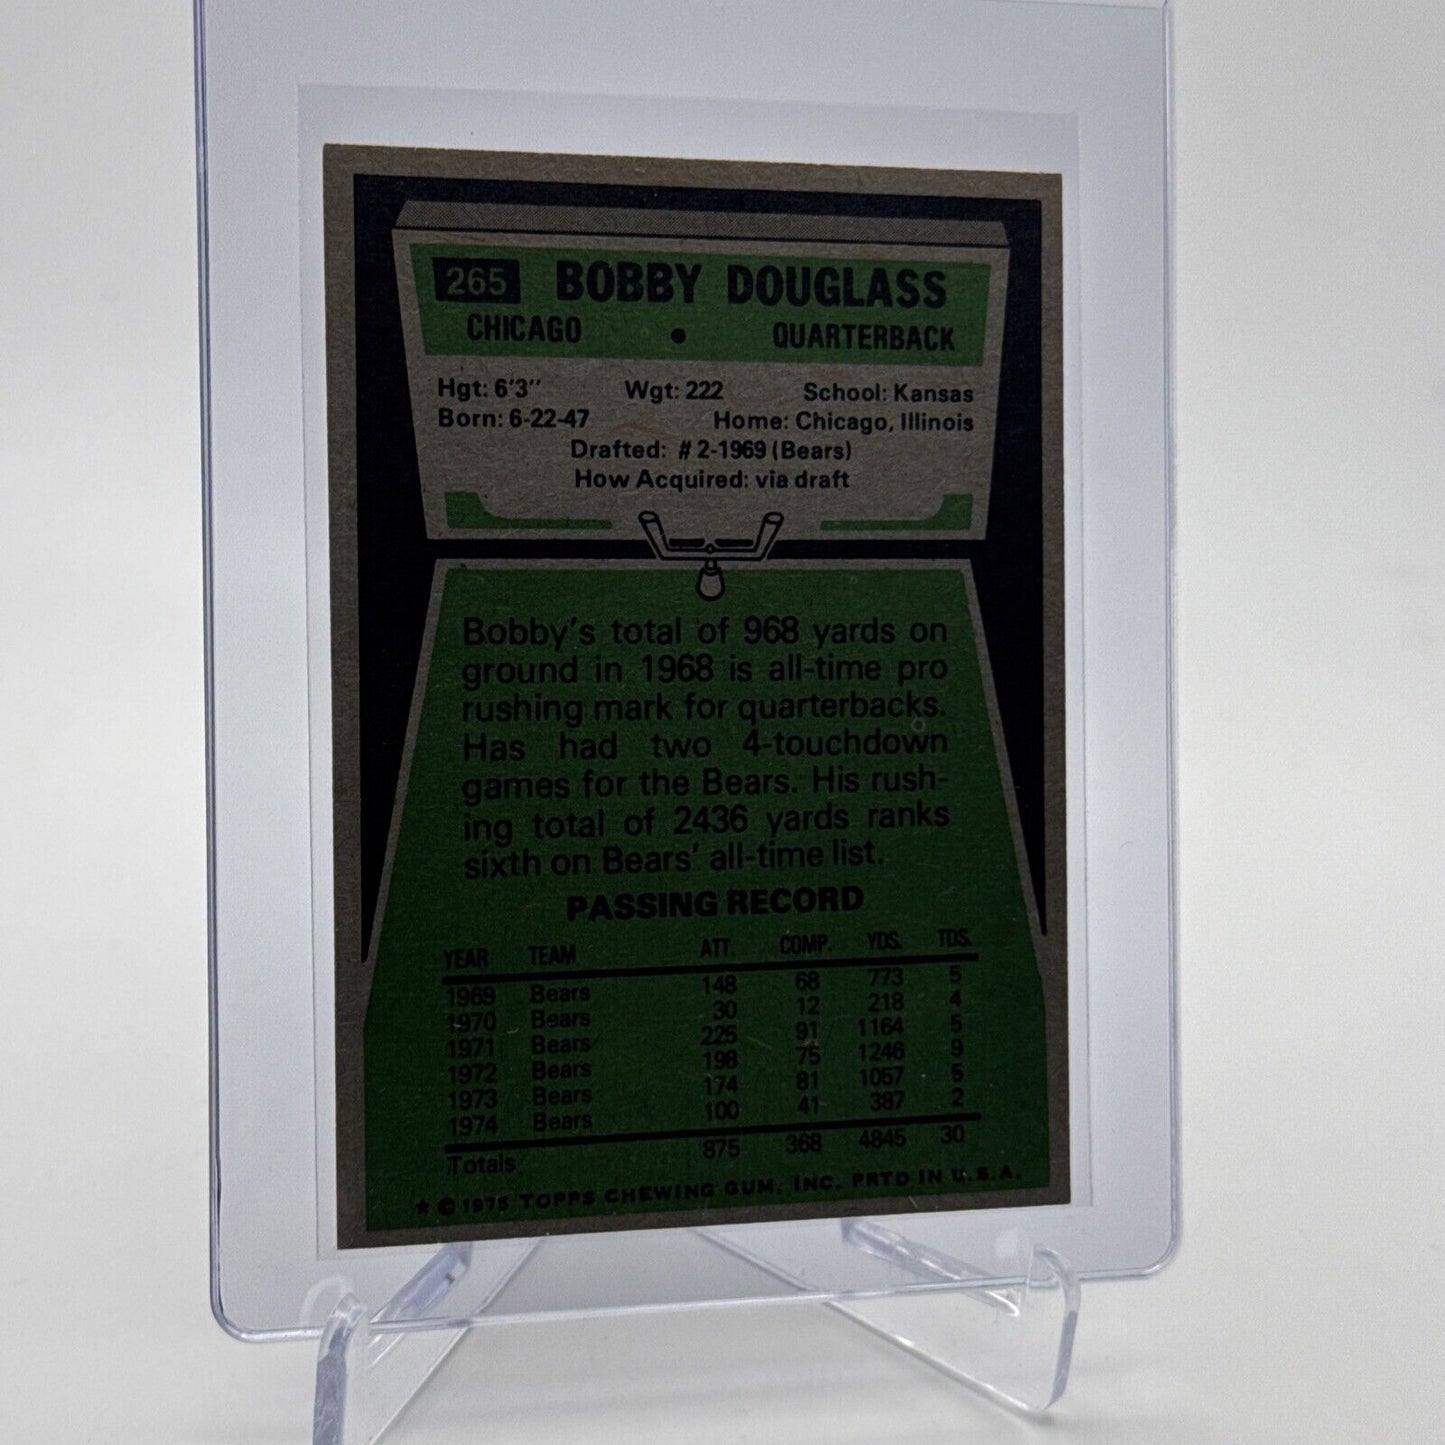 265 BOBBY DOUGLASS
CHICAGO • QUARTERBACK
Hgt: 6'3" Wgt: 222 School: Kansas
Born: 6-22-47 Home: Chicago, Illinois
Drafted: #2-1969 (Bears)
How Acquired: via draft
Bobby's total of 968 yards on
ground in 1968 is all-time pro
rushing mark for quarterbacks.
Has had two 4-touchdown
games for the Bears. His rush-
ing total of 2436 yards ranks
sixth on Bears' all-time list.
PASSING RECORD
YEAR TEAM ATT. COMP. YDS. TDS.
1969 Bears 148 68 773 5
1970 Bears 30 12 218 4
1971 Bears 225 91 1164 5
1972 Bears 198 75 1246 9
1973 Bears 174 81 1057 5
1974 Bears 100 41 387 2
Totals 875 368 4845 30
★ © 1975 TOPPS CHEWING GUM, INC. PRTD IN U.S.A.